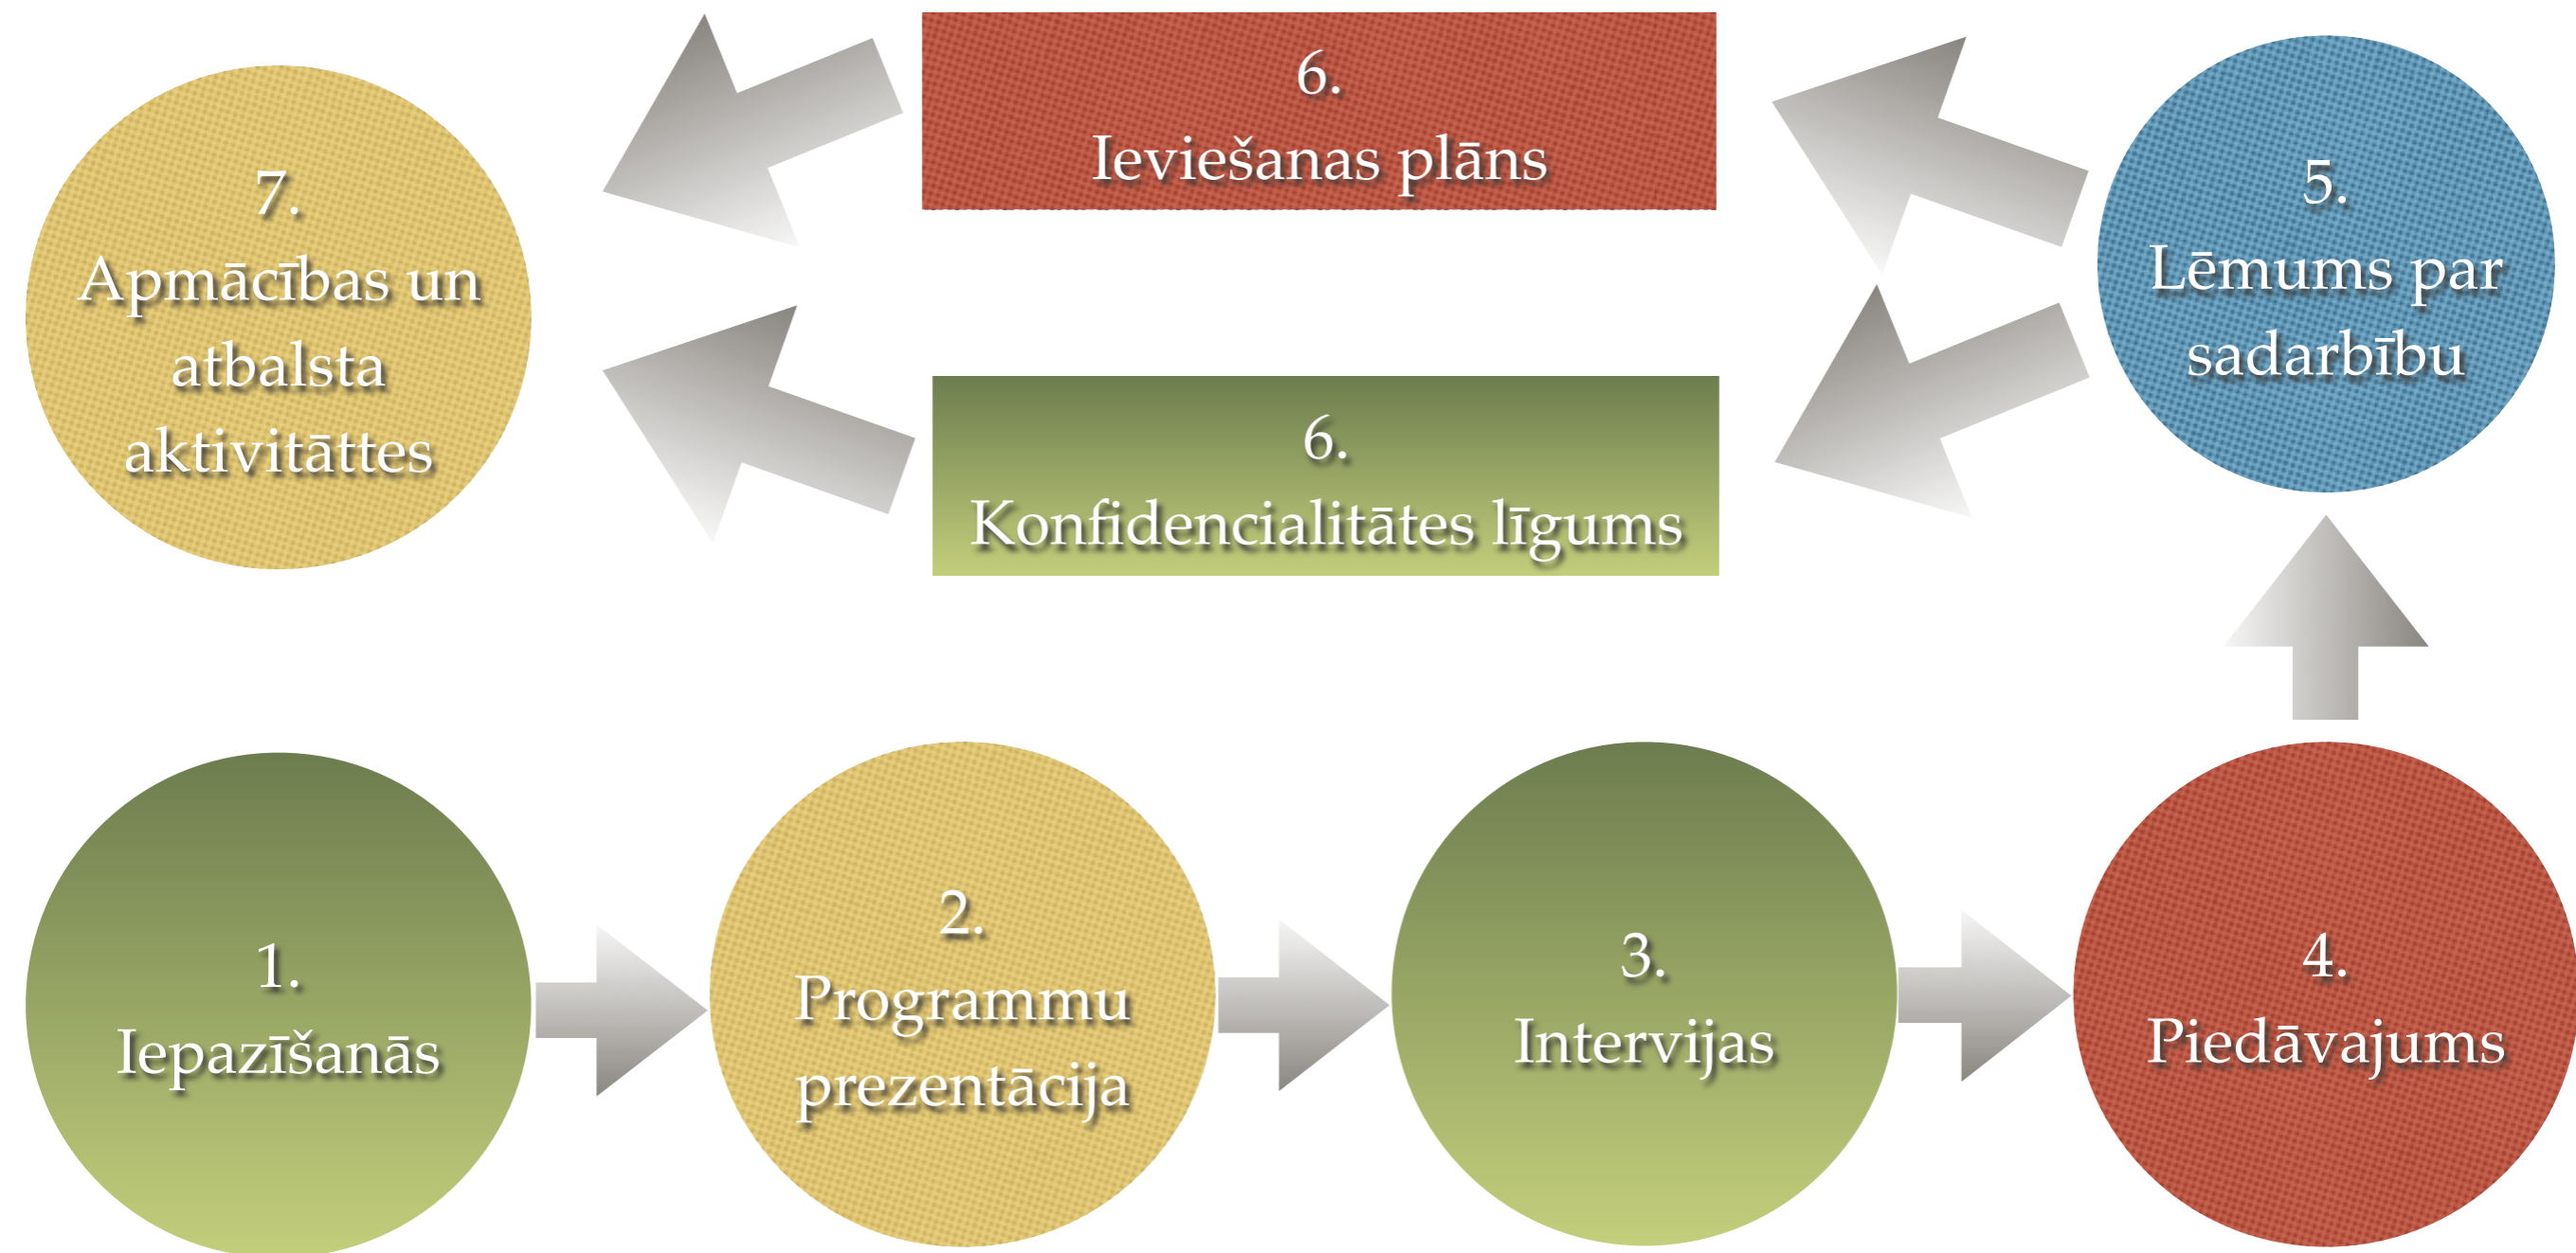 6.
Ieviešanas plāns
5.
Lēmums par
sadarbību
7.
Apmācības un
atbalsta
aktivitāttes
6.
Konfidencialitātes līgums
1.
Iepazīšanās
2.
Programmu
prezentācija
3.
Intervijas
4.
Piedāvajums